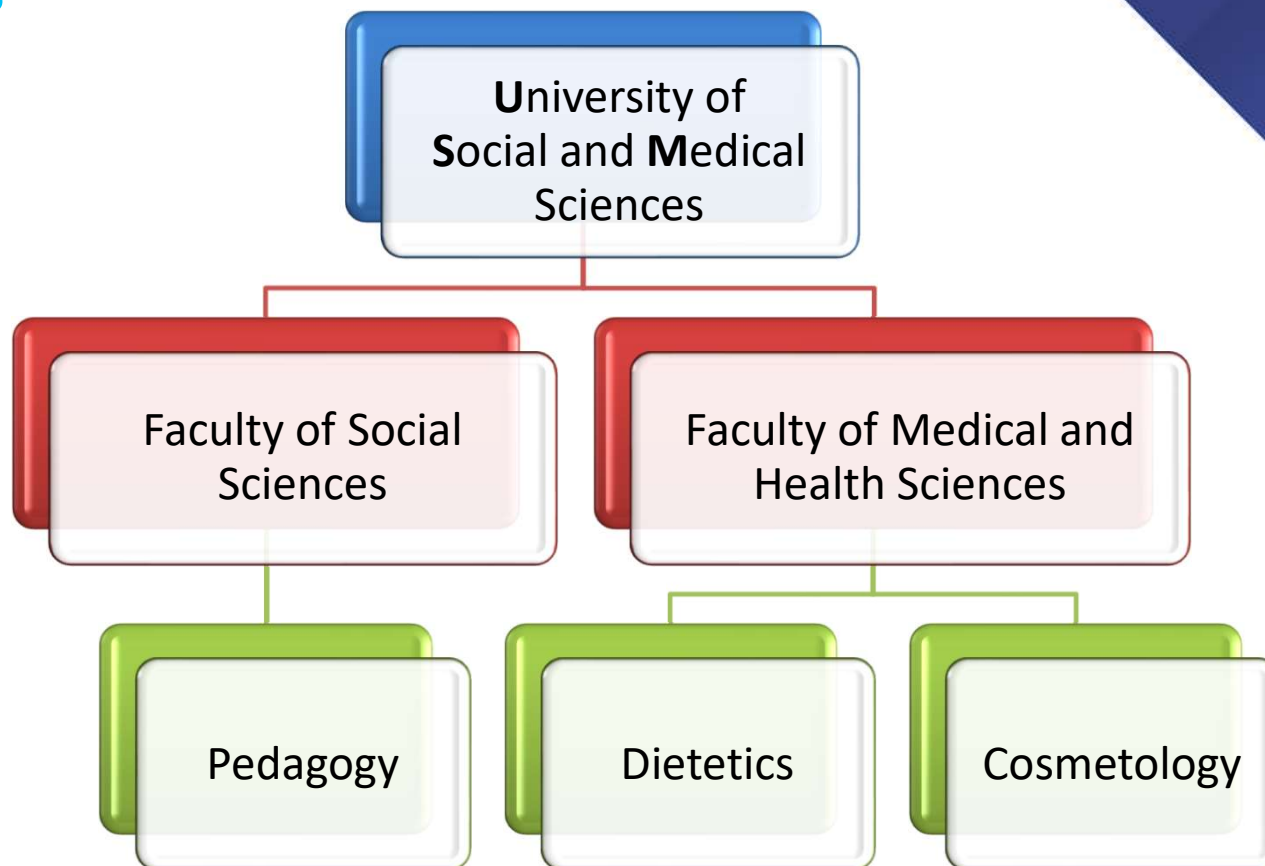 University of
Social and Medical
Sciences
Faculty of Social
Sciences
Faculty of Medical and
Health Sciences
Pedagogy
Dietetics
Cosmetology